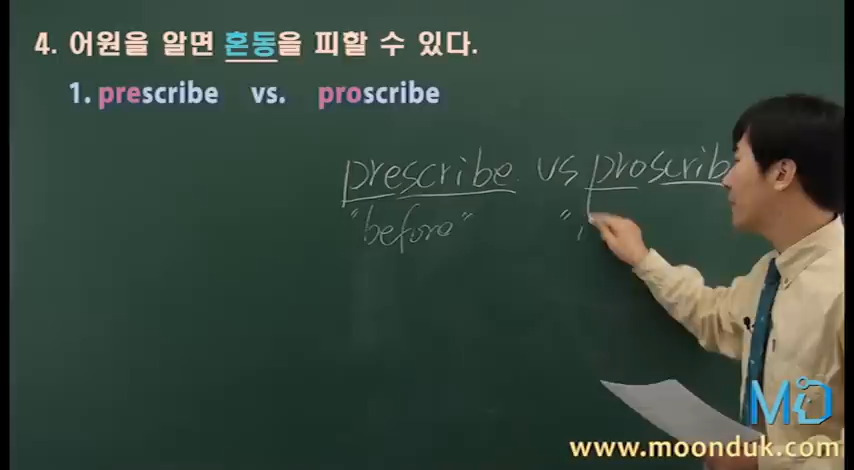 4. 어원을 알면 혼동을 피할 수 있다.
1. prescribe vs. proscribe
prescribe vs proscribe
"before" "i
MD
www.moonduk.com